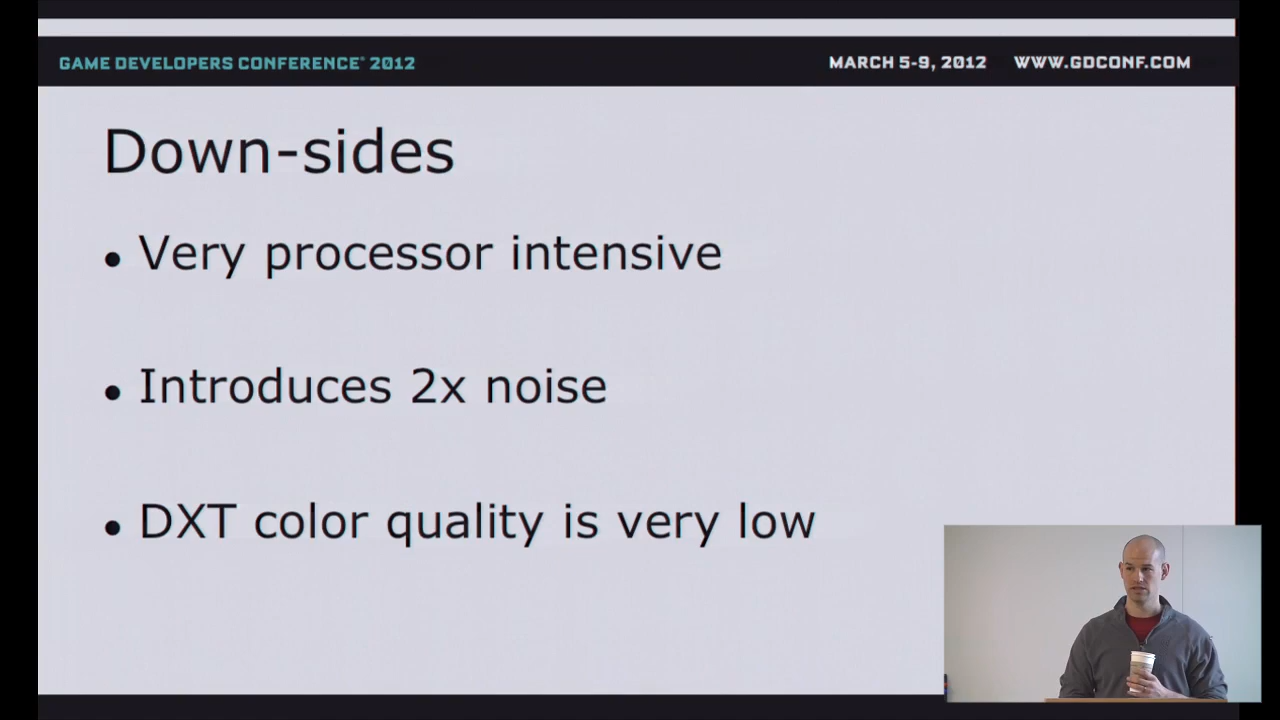 GAME DEVELOPERS CONFERENCE® 2012
MARCH 5-9, 2012 WWW.GDCONF.COM
Down-sides
• Very processor intensive
• Introduces 2x noise
• DXT color quality is very low